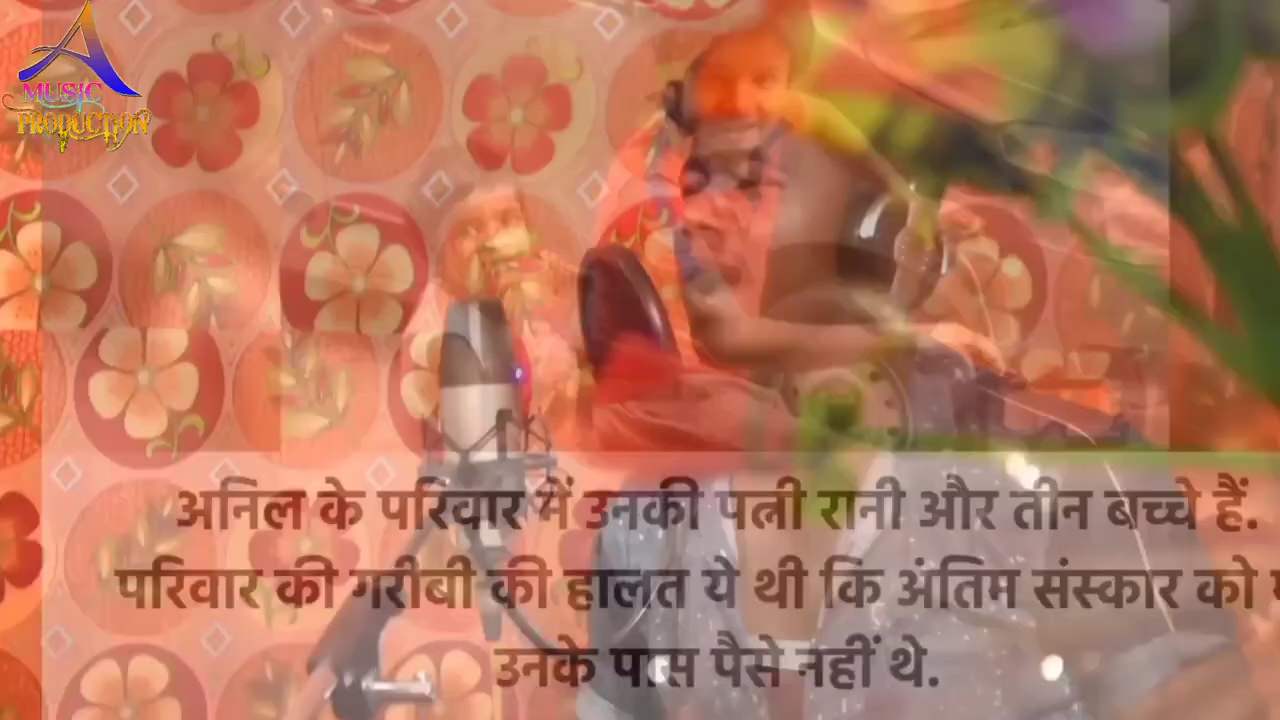 A
MUSIC
PRODUCTION
अनिल के परिवार में उनकी पत्नी रानी और तीन बच्चे हैं.
परिवार की गरीबी की हालत ये थी कि अंतिम संस्कार को
उनके पास पैसे नहीं थे.